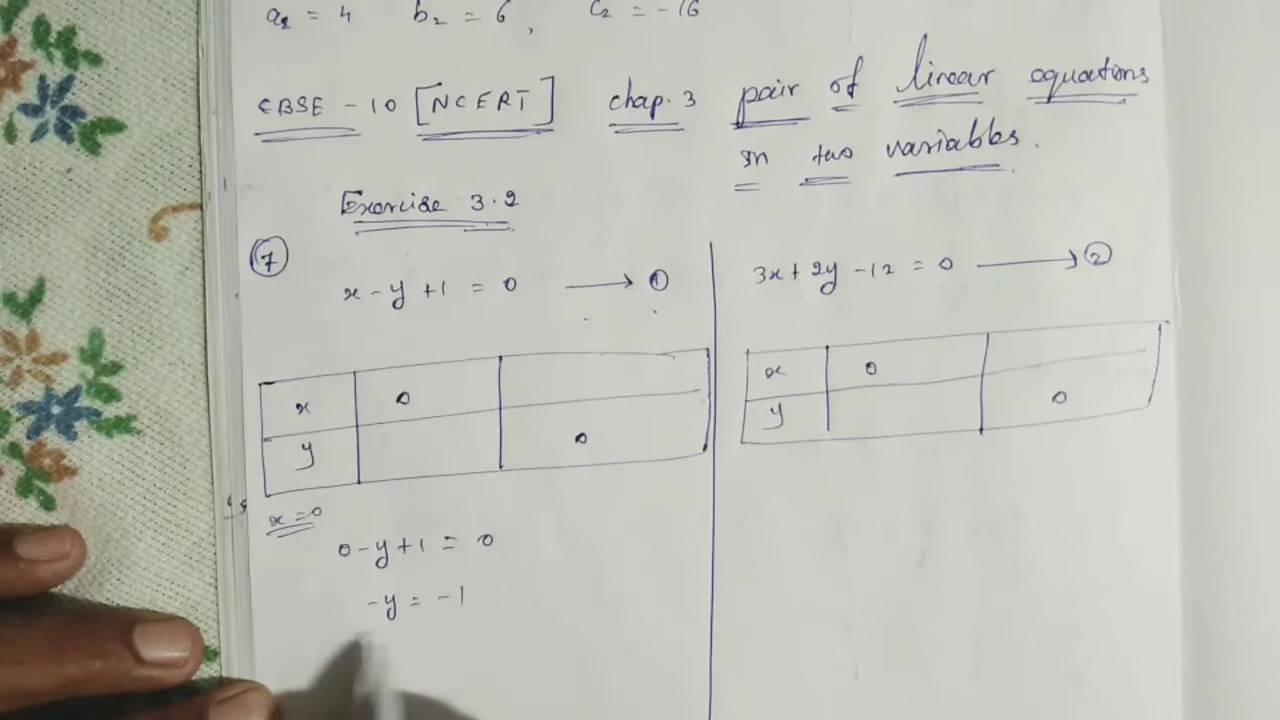 a2 = 4 b2 = 6, c2 = -16
CBSE - 10 [NCERT] chap. 3 pair of linear equations
in two variables.
Exercise 3.2
7
x - y + 1 = 0 → 1
x 0
y 0
x = 0
0 - y + 1 = 0
-y = -1
3x + 2y - 12 = 0 → 2
x 0
y 0